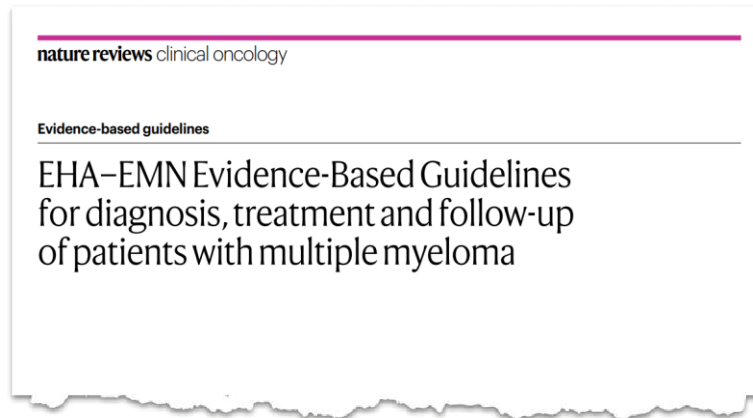 nature reviews clinical oncology
Evidence-based guidelines
EHA–EMN Evidence-Based Guidelines
for diagnosis, treatment and follow-up
of patients with multiple myeloma